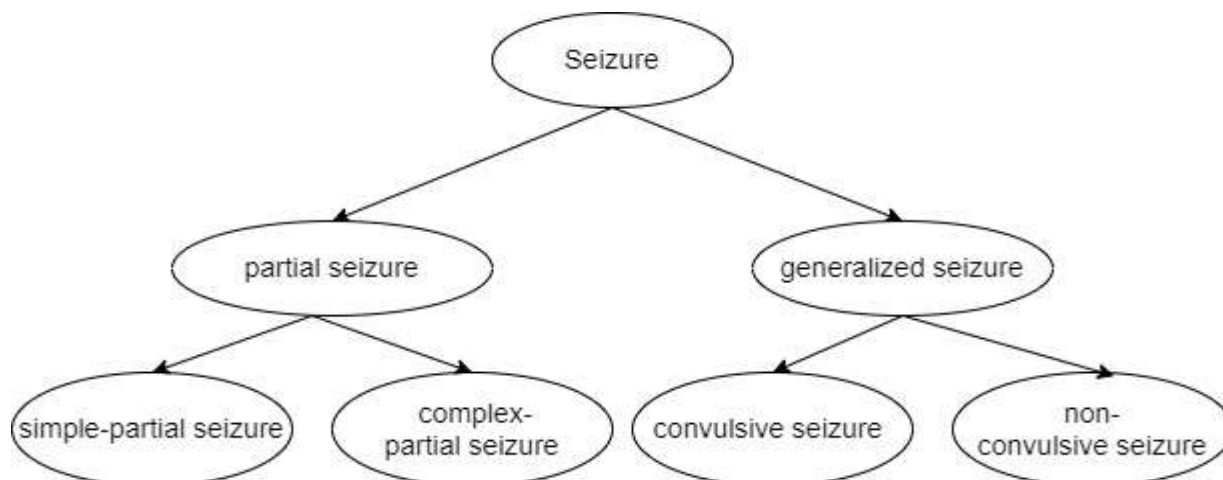 Seizure
partial seizure
generalized seizure
simple-partial seizure
complex-
partial seizure
convulsive seizure
non-
convulsive seizure